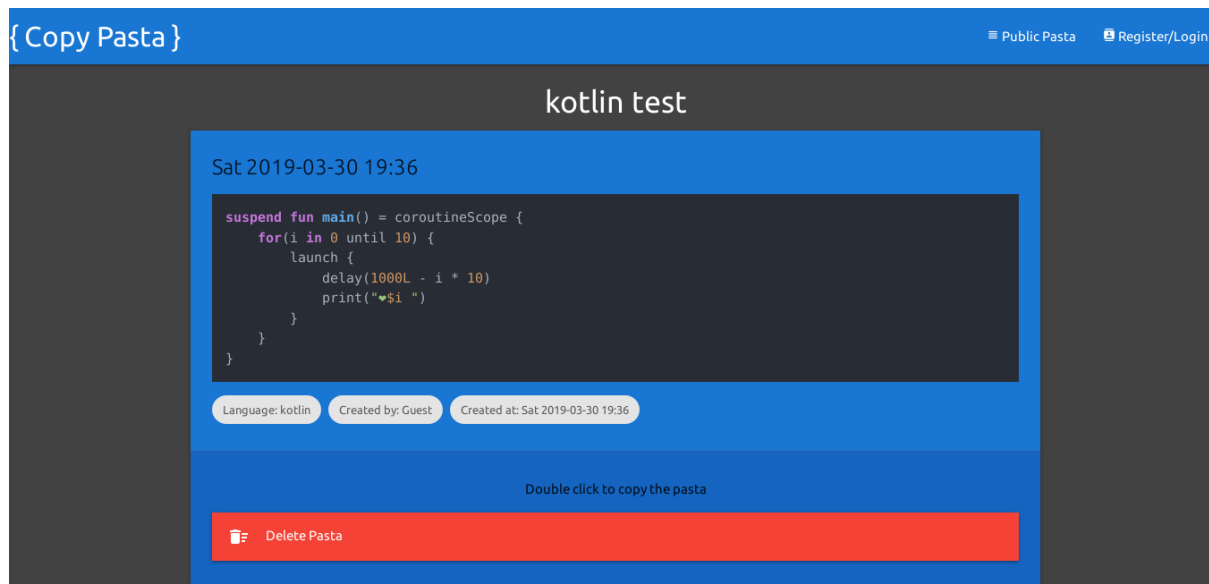 { Copy Pasta }
Public Pasta
Register/Login
kotlin test
Sat 2019-03-30 19:36
suspend fun main() = coroutineScope {
    for(i in 0 until 10) {
        launch {
            delay(1000L - i * 10)
            print("❤$i ")
        }
    }
}
Language: kotlin
Created by: Guest
Created at: Sat 2019-03-30 19:36
Double click to copy the pasta
Delete Pasta